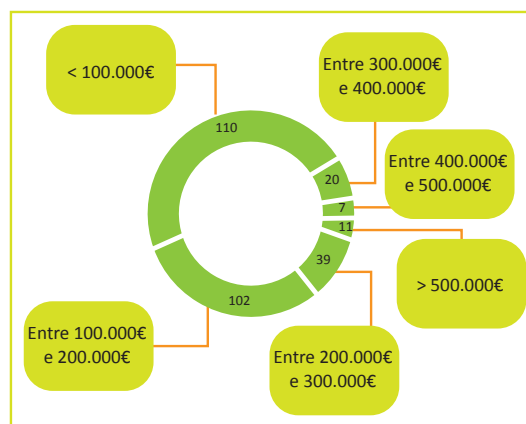 < 100.000€
Entre 300.000€
e 400.000€
110
20
Entre 400.000€
e 500.000€
7
11
39
> 500.000€
102
Entre 100.000€
e 200.000€
Entre 200.000€
e 300.000€